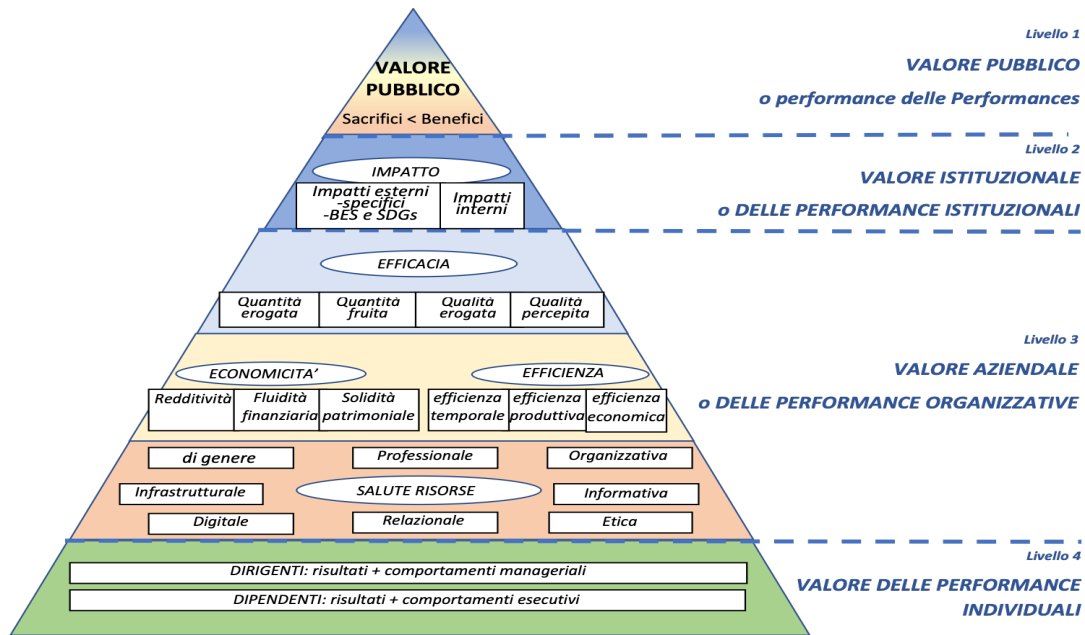 Livello 1
VALORE PUBBLICO
o performance delle Performances
VALORE
PUBBLICO
Sacrifici < Benefici
Livello 2
VALORE ISTITUZIONALE
o DELLE PERFORMANCE ISTITUZIONALI
IMPATTO
Impatti esterni
-specifici
-BES e SDGs
Impatti
interni
EFFICACIA
Quantità
erogata
Quantità
fruita
Qualità
erogata
Qualità
percepita
Livello 3
VALORE AZIENDALE
o DELLE PERFORMANCE ORGANIZZATIVE
ECONOMICITA’
EFFICIENZA
Redditività
Fluidità
finanziaria
Solidità
patrimoniale
efficienza
temporale
efficienza
produttiva
efficienza
economica
di genere
Professionale
Organizzativa
Infrastrutturale
SALUTE RISORSE
Informativa
Digitale
Relazionale
Etica
Livello 4
VALORE DELLE PERFORMANCE
INDIVIDUALI
DIRIGENTI: risultati + comportamenti manageriali
DIPENDENTI: risultati + comportamenti esecutivi